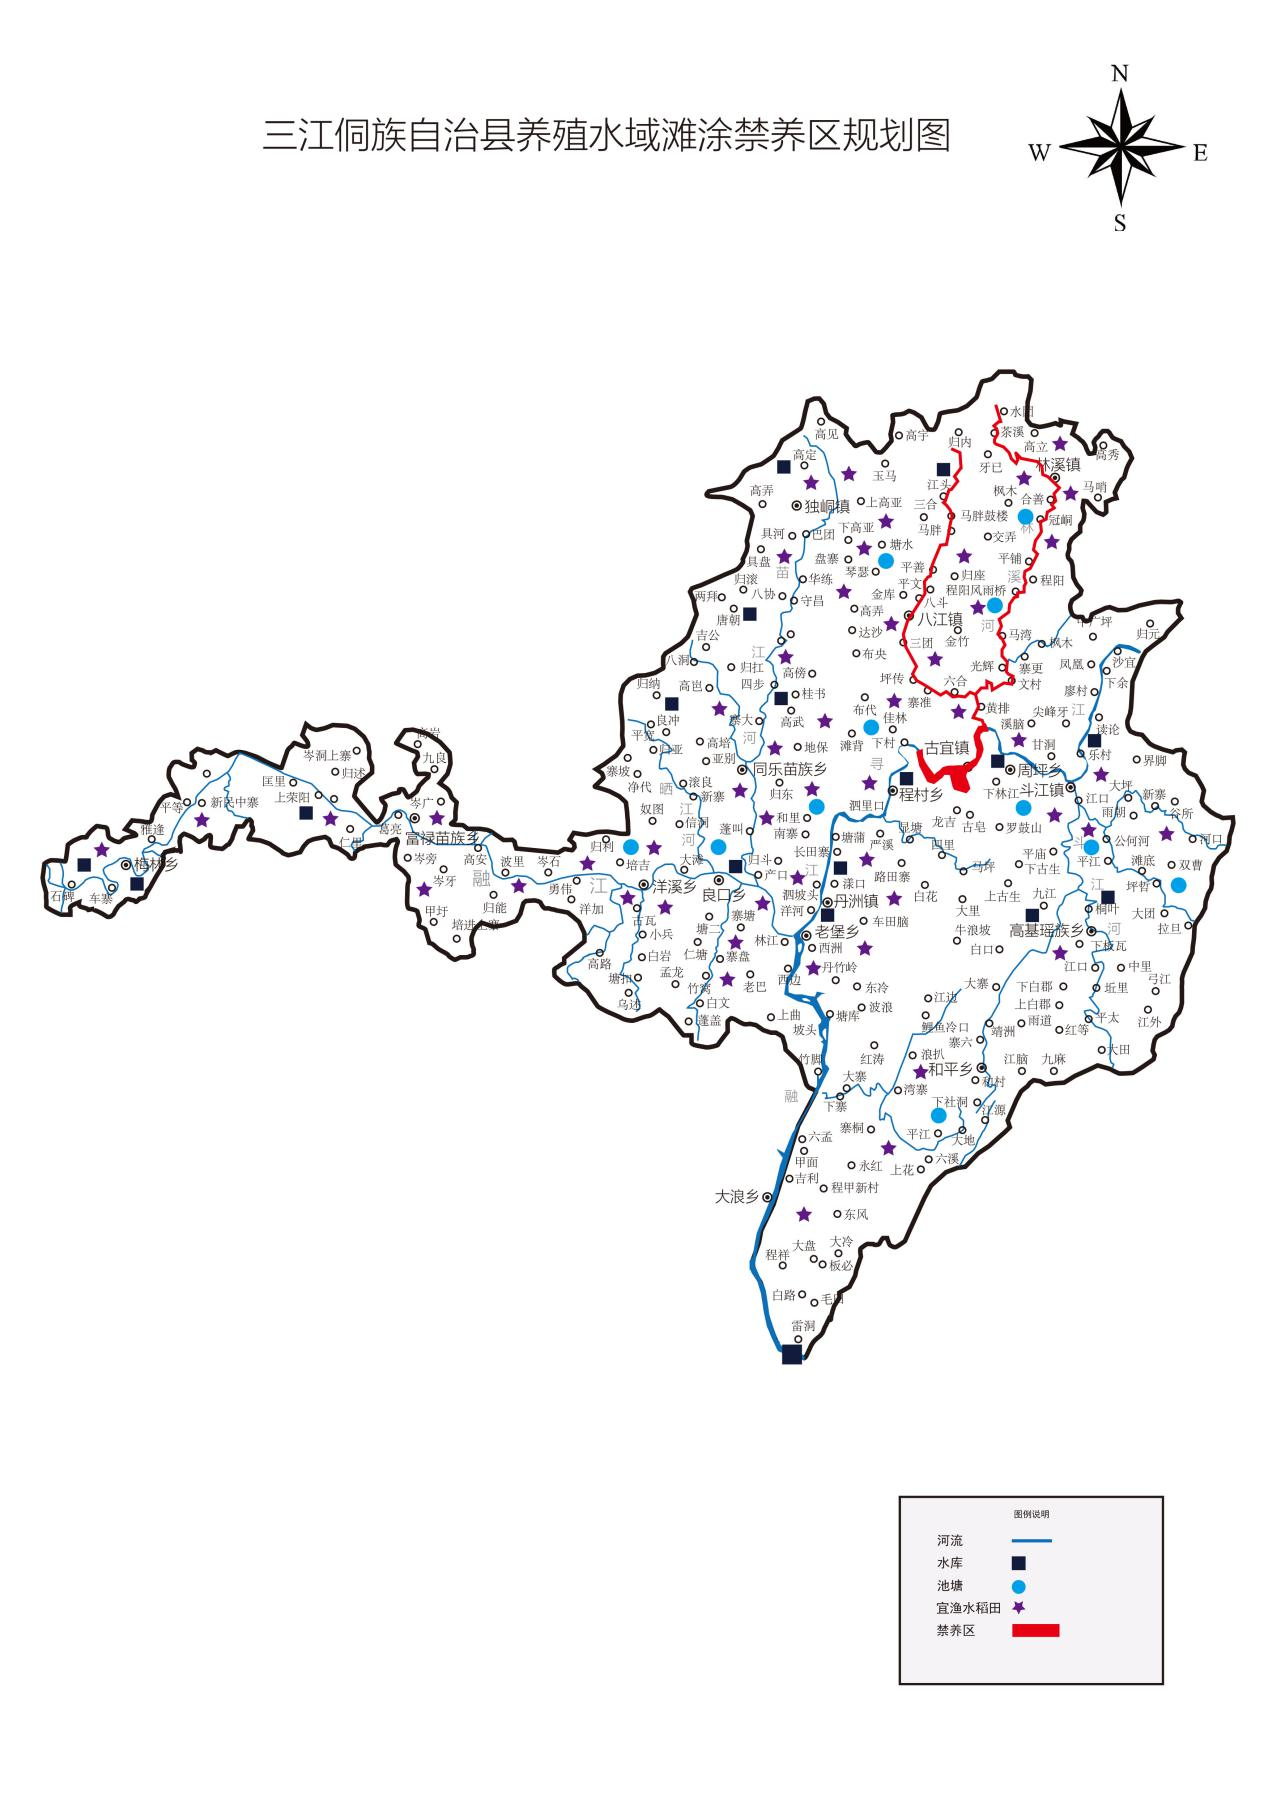 N
三江侗族自治县养殖水域滩涂禁养区规划图
W
E
S
水团
茶溪
高立
高秀
归内
高宇
高见
林溪镇
牙已
高定
玉马
江头
马哨
高弄
独峒镇
上高亚
三合
枫木
合善
马胖鼓楼
冠峒
林
下高亚
马胖
文弄
具河
巴团
塘水
具盘
盘寨
琴瑟
平善
平铺
苗
归座
溪
程阳
归滚
华练
平文
程阳风雨桥
两拜
八协
守昌
金库
八斗
高弄
唐朝
八江镇
河
归元
吉公
达沙
三团
金竹
马湾
枫木
江
布央
八洞
归扛
光辉
寨更
凤凰
沙宜
高傍
坪传
六合
文村
下余
归纳
高岜
四步
桂书
廖村
寨准
布代
黄排
尖峰牙
江
良冲
寨大
高武
佳林
溪脑
读论
平寨
河
滩背
下村
古宜镇
甘洞
高培
地保
归亚
乐村
界脚
亚别
寻
寨坡
同乐苗族乡
周坪乡
净代
晒
滚良
归东
程村乡
下林江
斗江镇
大坪
新寨
江
新寨
泗里口
江口
雨朝
谷所
奴图
信洞
河
蓬叫
和里
南寨
塘蒲
严溪
显塘
龙吉
古皂
罗鼓山
斗
公何河
河口
四里
归利
培吉
大滩
归斗
长田寨
马坪
平庙
下古生
平江
滩底
双曹
产口
江
路田寨
洋溪乡
良口乡
泗坡头
漾口
白花
上古生
九江
江
坪哲
丹洲镇
洋河
大里
桐叶
大团
古瓦
寨塘
车田脑
高基瑶族乡
河
拉旦
小兵
塘二
林江
老堡乡
牛浪坡
西洲
白口
下板瓦
白岩
仁塘
寨盘
高路
孟龙
西边
丹竹岭
江口
中里
塘扣
竹窝
老巴
东冷
大寨
下白郡
坵里
弓江
乌述
白文
波浪
江边
上白郡
蓬盖
上曲
坡头
塘库
鲤鱼冷口
靖洲
雨道
平太
江外
寨六
红等
大田
竹脚
红涛
浪扒
和平乡
江脑
九麻
融
大寨
和村
下寨
湾寨
下社洞
江源
六孟
寨桐
平江
大地
甲面
永红
上花
六溪
吉利
程甲新村
大浪乡
东风
程祥
大盘
大冷
板必
白路
雷洞
岑洞上寨
九良
匡里
归述
平等
新民中寨
上荣阳
岑广
雅逢
葛亮
富禄苗族乡
梧林乡
岑旁
高安
波里
岑石
石碑
车寨
岑牙
融
勇伟
江
归能
洋加
甲圩
培进上寨
图例说明
河流
水库
池塘
宜渔水稻田
禁养区